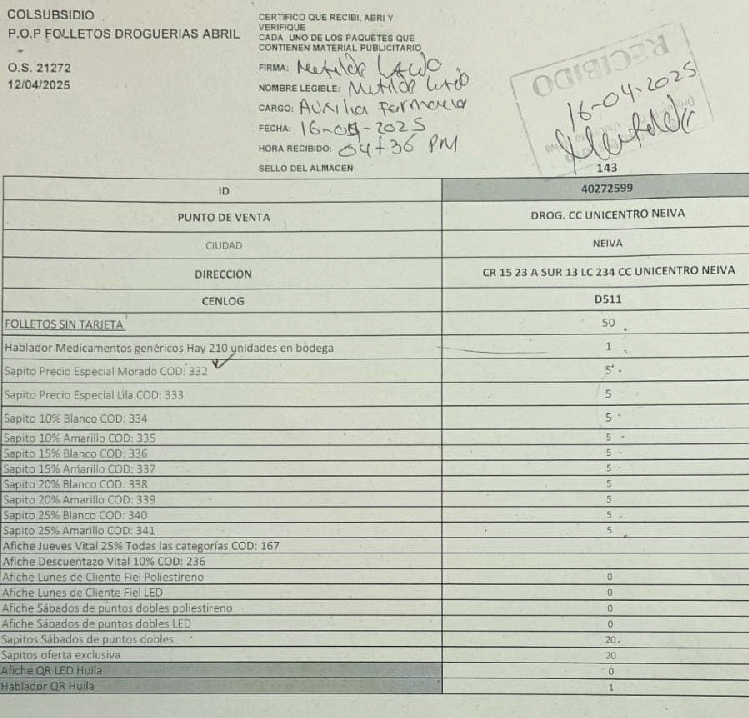 COLSUBSIDIO
P.O.P FOLLETOS DROGUERIAS ABRIL
O.S. 21272
12/04/2025
CERTIFICO QUE RECIBI, ABRI Y
VERIFIQUE
CADA UNO DE LOS PAQUETES QUE
CONTIENEN MATERIAL PUBLICITARIO
FIRMA: Matilde
NOMBRE LEGIBLE: Matilde
CARGO: Auxilia Farmacia
FECHA: 16-04-2025
HORA RECIBIDO: 04+36 PM
SELLO DEL ALMACEN
RECIBIDO
16-04-2025
143
ID 40272599
PUNTO DE VENTA DROG. CC UNICENTRO NEIVA
CIUDAD NEIVA
DIRECCION CR 15 23 A SUR 13 LC 234 CC UNICENTRO NEIVA
CENLOG D511
FOLLETOS SIN TARJETA 50
Hablador Medicamentos genéricos Hay 210 unidades en bodega 1
Sapito Precio Especial Morado COD: 332 5
Sapito Precio Especial Lila COD: 333 5
Sapito 10% Blanco COD: 334 5
Sapito 10% Amarillo COD: 335 5
Sapito 15% Blanco COD: 336 5
Sapito 15% Amarillo COD: 337 5
Sapito 20% Blanco COD: 338 5
Sapito 20% Amarillo COD: 339 5
Sapito 25% Blanco COD: 340 5
Sapito 25% Amarillo COD: 341 5
Afiche Jueves Vital 25% Todas las categorías COD: 167
Afiche Descuentazo Vital 10% COD: 236
Afiche Lunes de Cliente Fiel Poliestireno 0
Afiche Lunes de Cliente Fiel LED 0
Afiche Sábados de puntos dobles poliestireno 0
Afiche Sábados de puntos dobles LED 0
Sapitos Sábados de puntos dobles 20
Sapitos oferta exclusiva 20
Afiche QR LED Huila 0
Hablador QR Huila 1